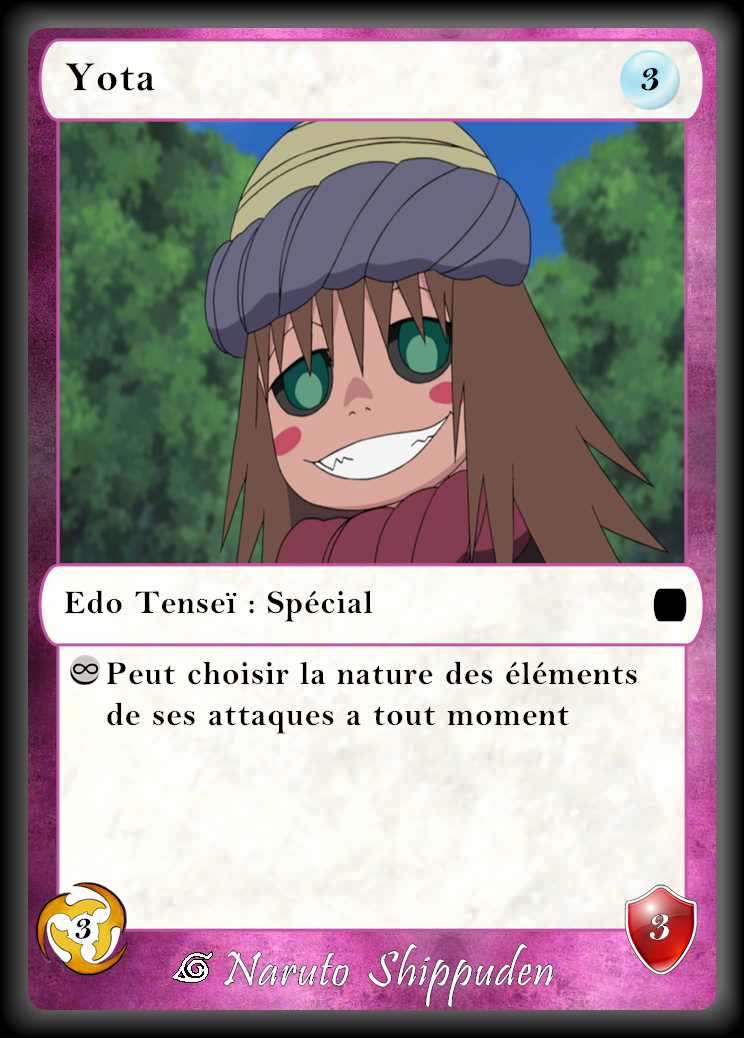 Yota
3
Edo Tenseï : Spécial
∞ Peut choisir la nature des éléments
de ses attaques a tout moment
3
3
Naruto Shippuden